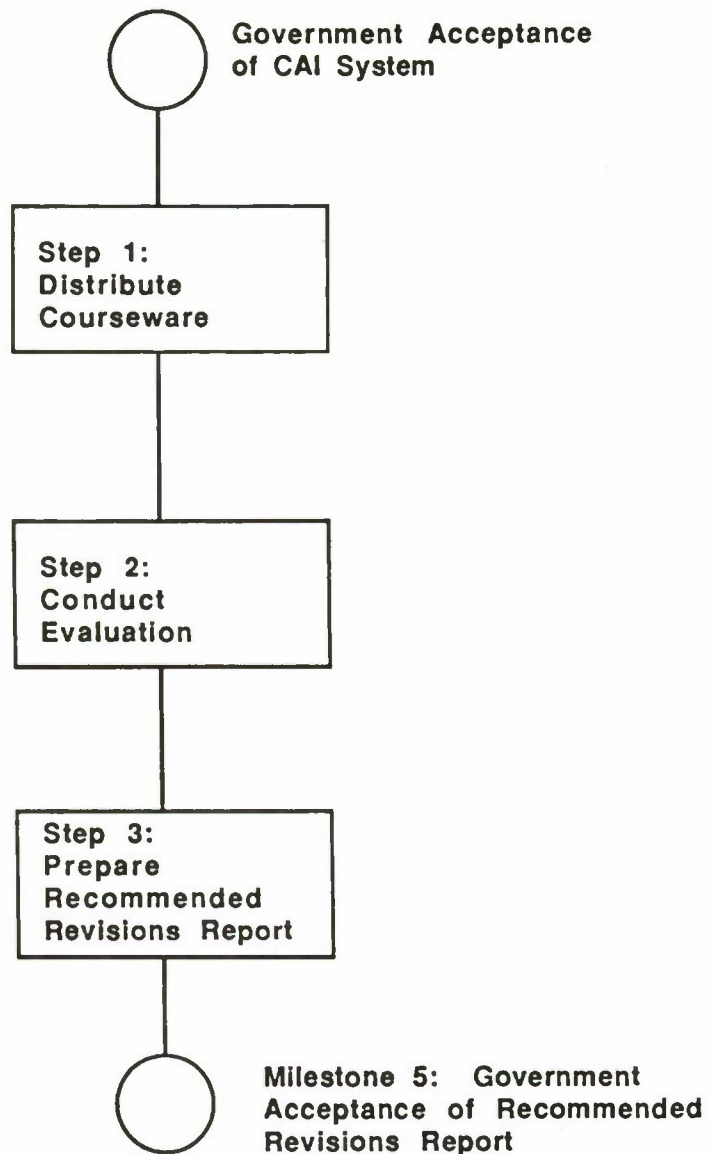 Government Acceptance
of CAI System
Step 1:
Distribute
Courseware
Step 2:
Conduct
Evaluation
Step 3:
Prepare
Recommended
Revisions Report
Milestone 5: Government
Acceptance of Recommended
Revisions Report